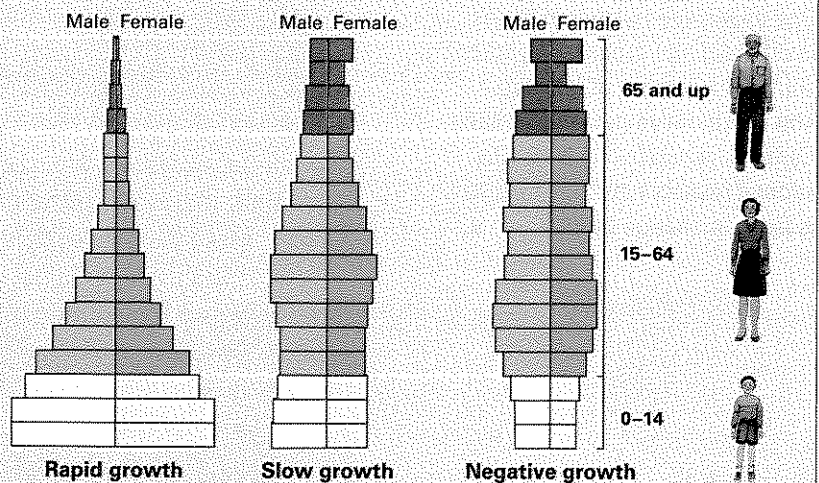 Male Female Male Female Male Female
65 and up
15–64
0–14
Rapid growth Slow growth Negative growth